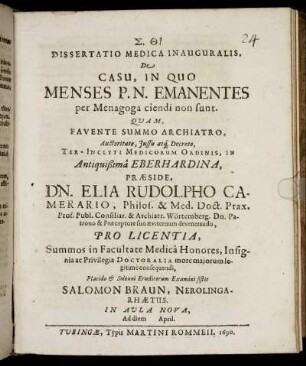 Σ. Θ!
24
DISSERTATIO MEDICA INAUGURALIS,
DE
CASU, IN QUO
MENSES P. N. EMANENTES
per Menagoga ciendi non sunt.
QUAM,
FAVENTE SUMMO ARCHIATRO,
Auctoritate, Jussu atq; Decreto,
TER-INCLYTI MEDICORUM ORDINIS, IN
Antiquissimâ EBERHARDINA,
PRÆSIDE,
DN. ELIA RUDOLPHO CA-
MERARIO, Philos. & Med. Doct. Prax.
Prof. Publ. Consiliar. & Archiatr. Würtemberg. Dn. Pa-
trono & Præceptore suo æternùm devenerando,
PRO LICENTIA,
Summos in Facultate Medicâ Honores, Insig-
nia ac Privilegia DOCTORALIA more majorum le-
gitimè consequendi,
Placido & Solenni Eruditorum Examini sistit
SALOMON BRAUN, NEROLINGA-
RHÆTUS.
IN AULA NOVA,
Ad diem April.
TUBINGÆ, Typis MARTINI ROMMEII, 1690.